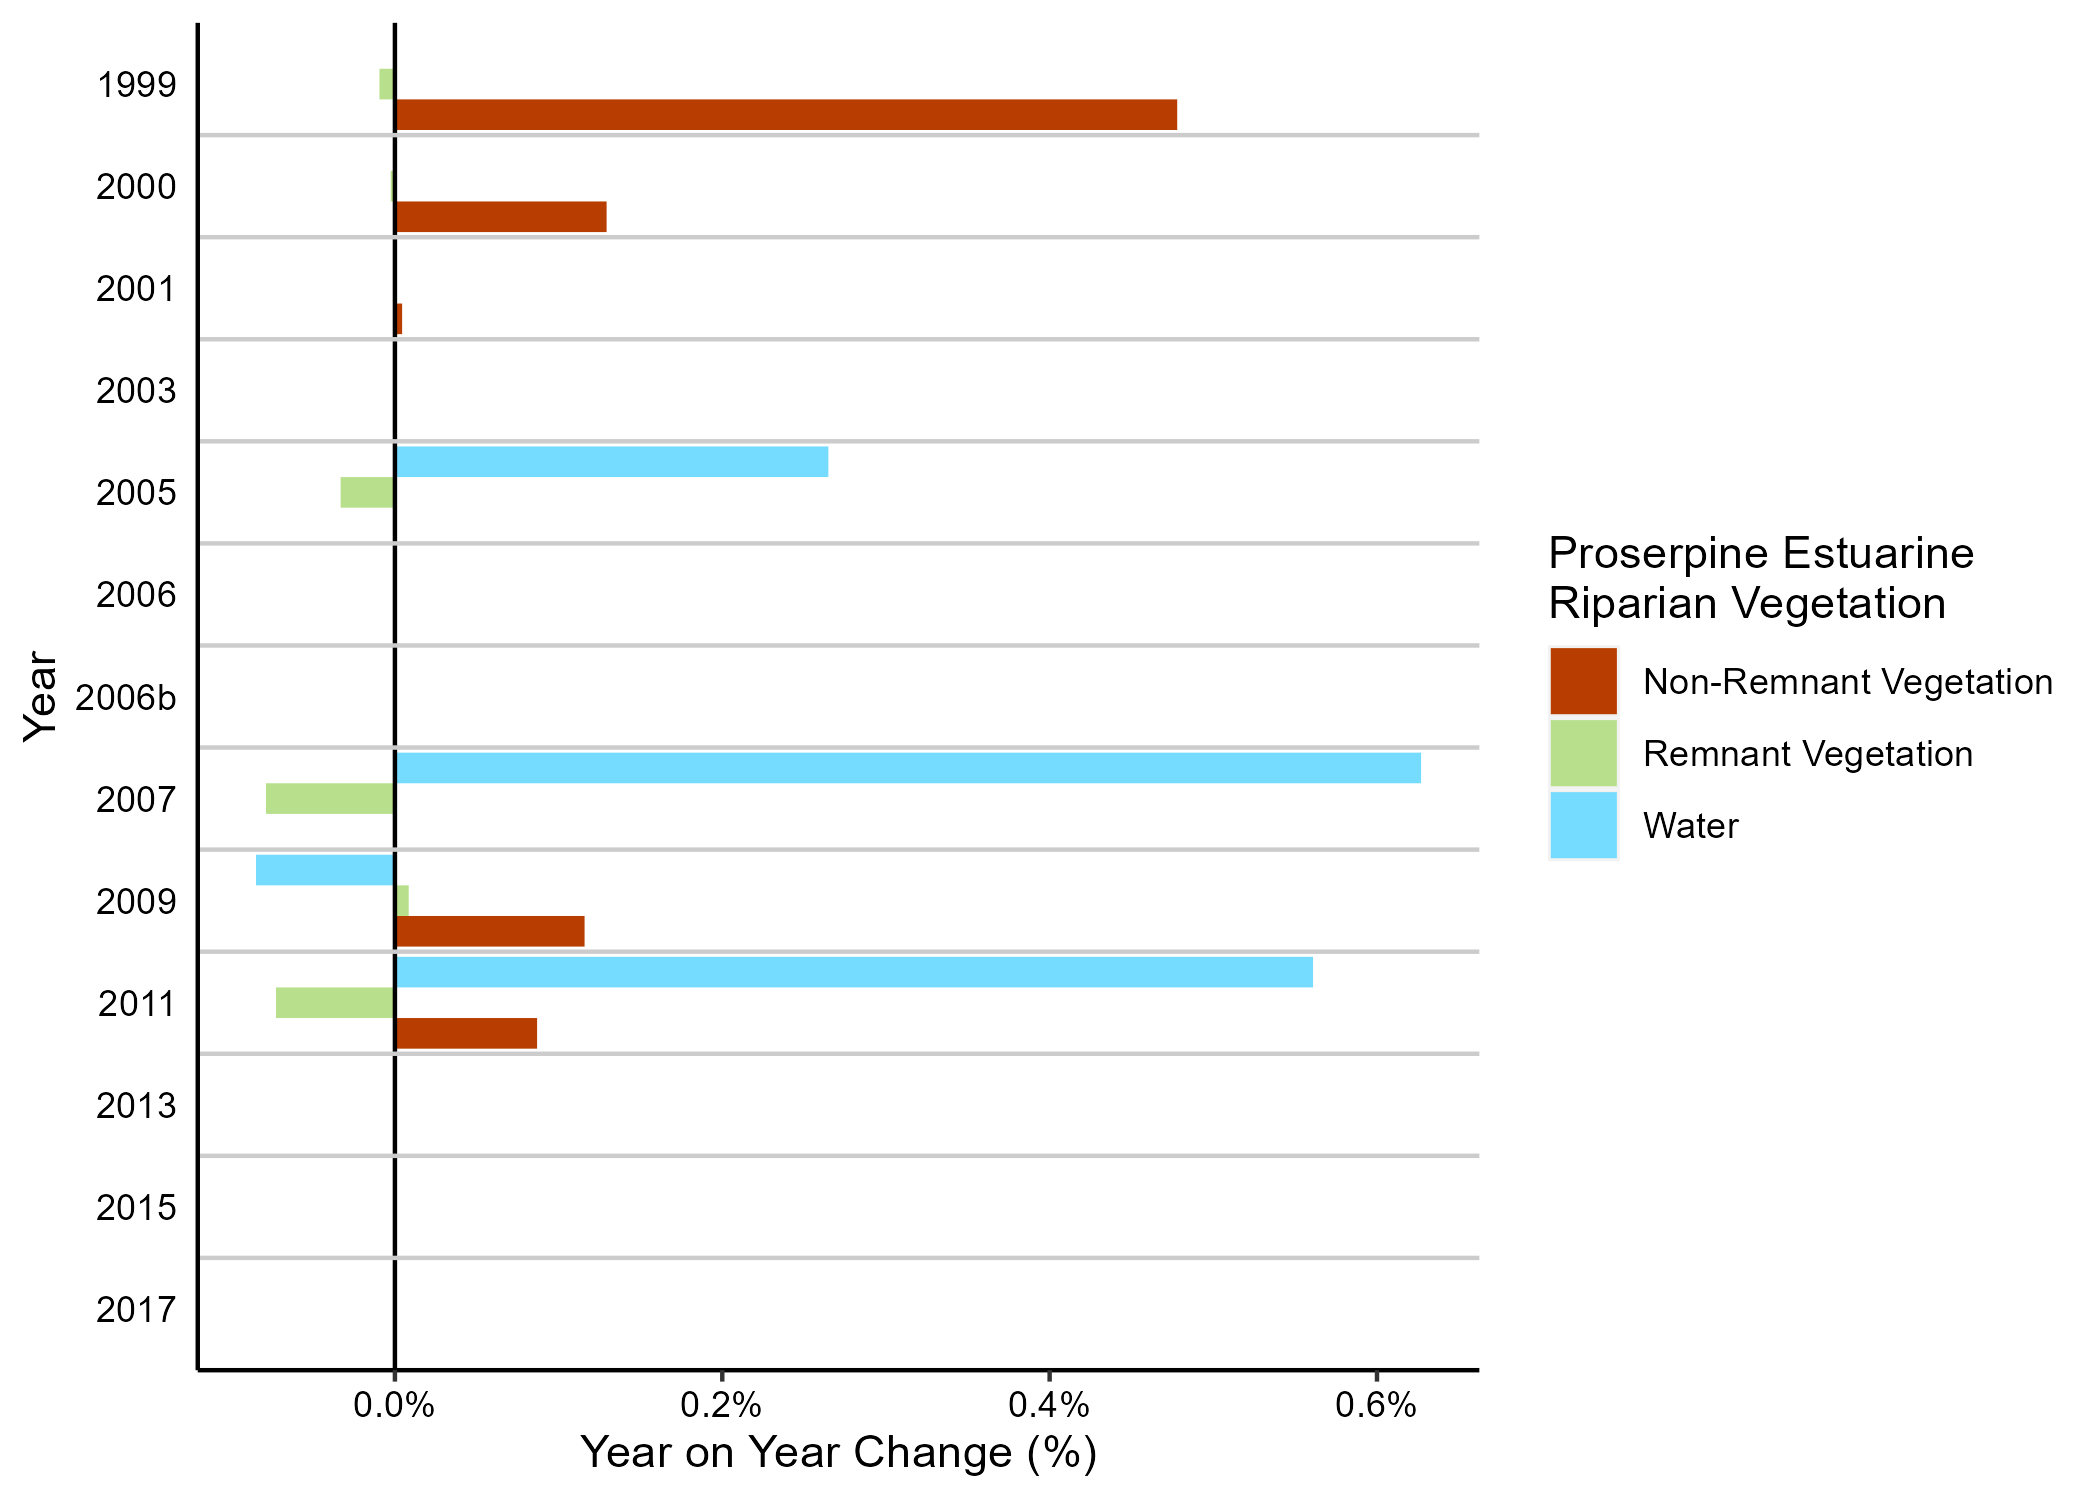 1999
2000
2001
2003
2005
2006
2006b
2007
2009
2011
2013
2015
2017
Year
0.0%
0.2%
0.4%
0.6%
Year on Year Change (%)
Proserpine Estuarine
Riparian Vegetation
Non-Remnant Vegetation
Remnant Vegetation
Water